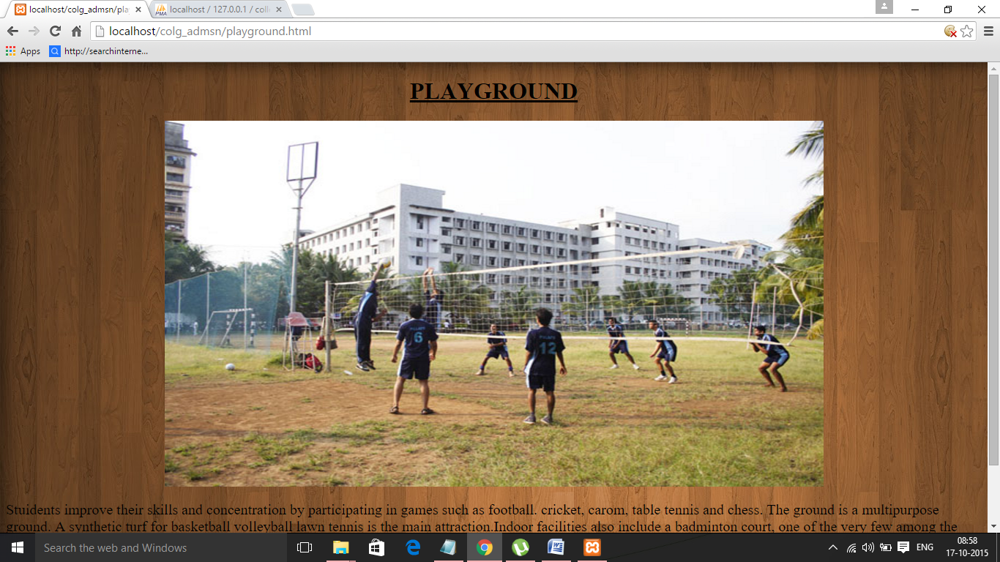 localhost/colg_admsn/pla
localhost / 127.0.0.1 / coll
localhost/colg_admsn/playground.html
Apps
http://searchinterne...
PLAYGROUND
6
12
Stuidents improve their skills and concentration by participating in games such as football. cricket, carom, table tennis and chess. The ground is a multipurpose
ground. A synthetic turf for basketball volleyball lawn tennis is the main attraction.Indoor facilities also include a badminton court, one of the very few among the
Search the web and Windows
ENG
08:58
17-10-2015